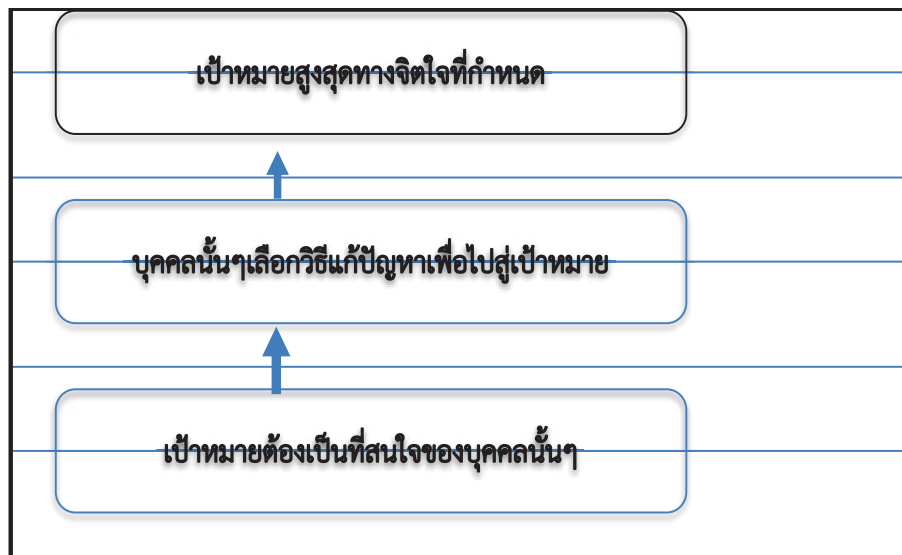 เป้าหมายสูงสุดทางจิตใจที่กำหนด
บุคคลนั้นๆเลือกวิธีแก้ปัญหาเพื่อไปสู่เป้าหมาย
เป้าหมายต้องเป็นที่สนใจของบุคคลนั้นๆ